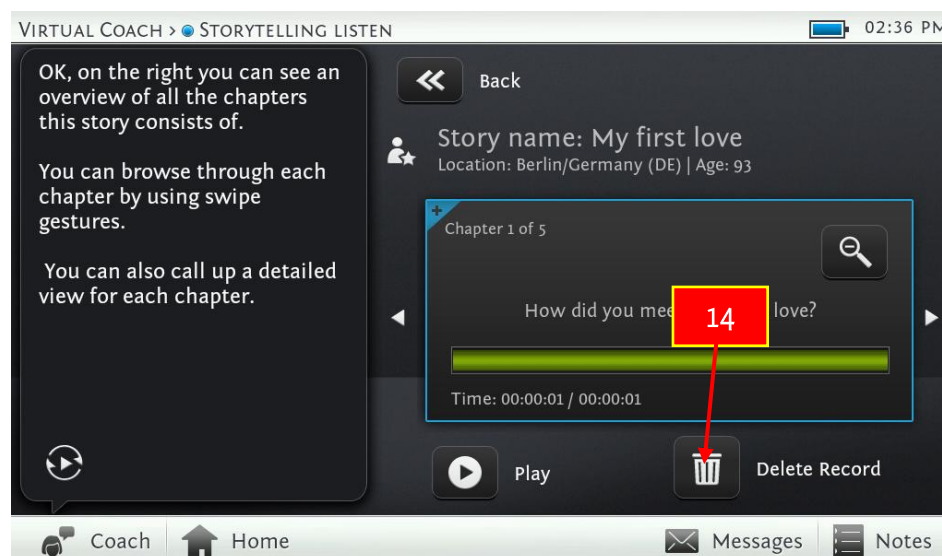 VIRTUAL COACH > STORYTELLING LISTEN
02:36 PM
OK, on the right you can see an
overview of all the chapters
this story consists of.
You can browse through each
chapter by using swipe
gestures.
You can also call up a detailed
view for each chapter.
Back
Story name: My first love
Location: Berlin/Germany (DE) | Age: 93
Chapter 1 of 5
How did you love?
14
Time: 00:00:01 / 00:00:01
Play
Delete Record
Coach
Home
Messages
Notes